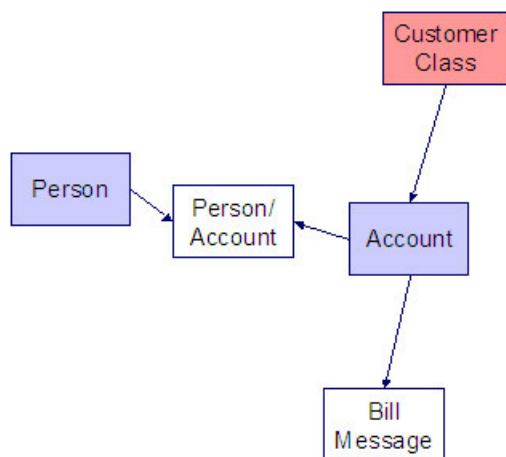 Customer
Class
Person
Person/
Account
Account
Bill
Message